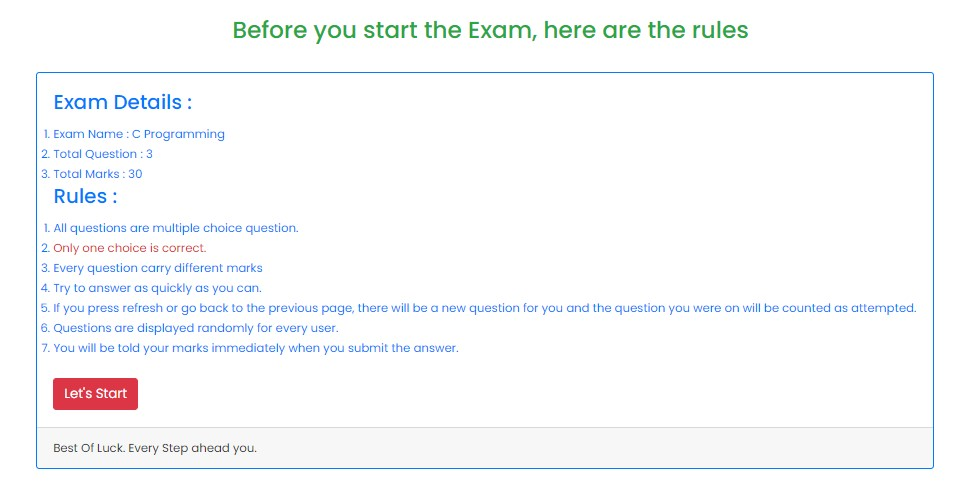 Before you start the Exam, here are the rules
Exam Details :
1. Exam Name : C Programming
2. Total Question : 3
3. Total Marks : 30
Rules :
1. All questions are multiple choice question.
2. Only one choice is correct.
3. Every question carry different marks
4. Try to answer as quickly as you can.
5. If you press refresh or go back to the previous page, there will be a new question for you and the question you were on will be counted as attempted.
6. Questions are displayed randomly for every user.
7. You will be told your marks immediately when you submit the answer.
Let's Start
Best Of Luck. Every Step ahead you.